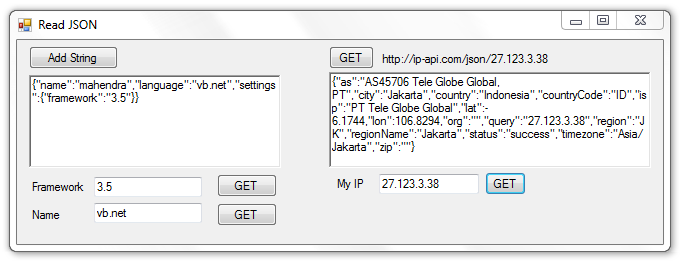 Read JSON
Add String
{"name":"mahendra","language":"vb.net","settings
":{"framework":"3.5"}}
Framework 3.5 GET
Name vb.net GET
GET http://ip-api.com/json/27.123.3.38
{"as":"AS45706 Tele Globe Global,
PT","city":"Jakarta","country":"Indonesia","countryCode":"ID","is
p":"PT Tele Globe Global","lat":-
6.1744,"lon":106.8294,"org":"","query":"27.123.3.38","region":"J
K","regionName":"Jakarta","status":"success","timezone":"Asia/
Jakarta","zip":""}
My IP 27.123.3.38 GET